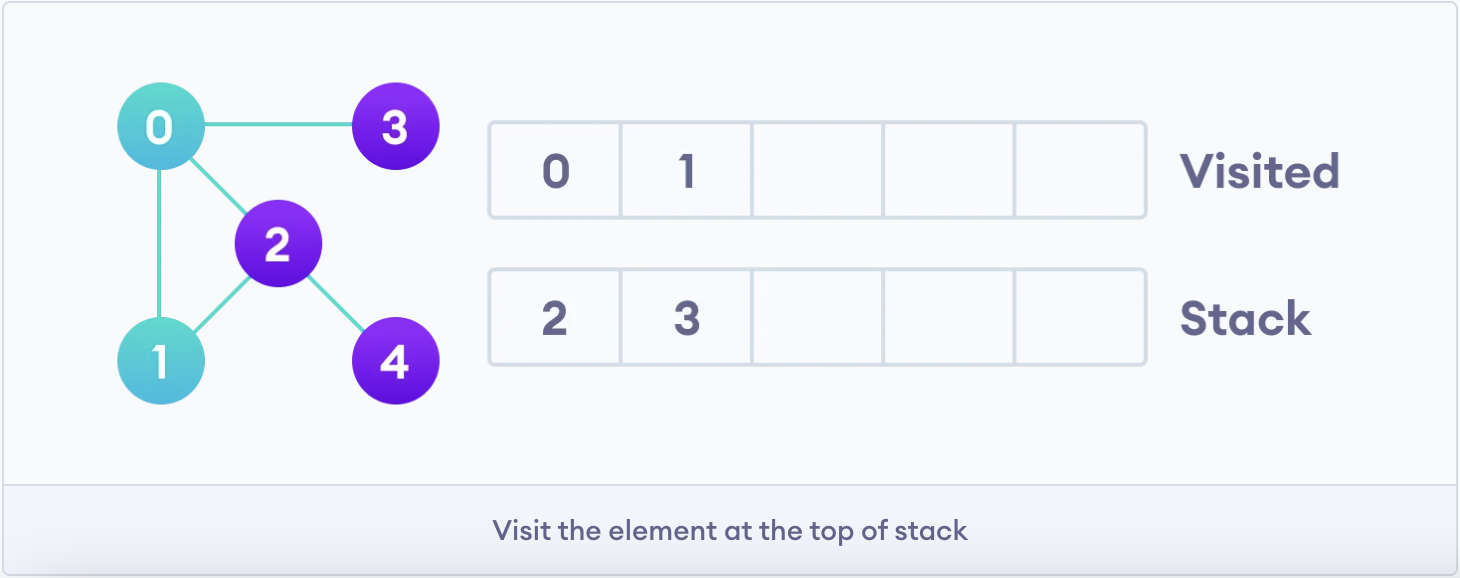 0 3
0 1 Visited
2
2 3 Stack
1 4
Visit the element at the top of stack